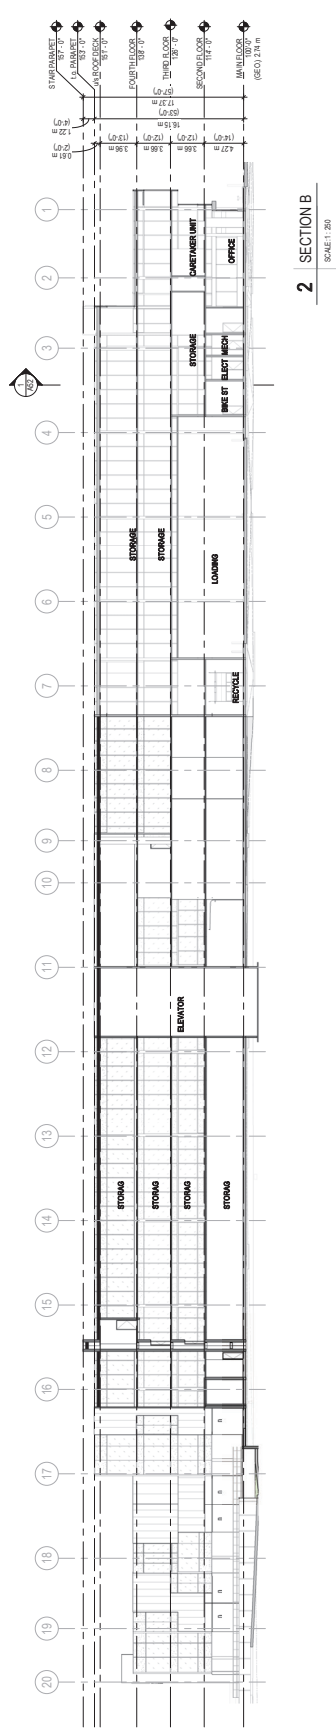 STAIR PARAPET
157'- 0"
t.o. PARAPET
153'- 0"
u/s ROOF DECK
151'- 0"
FOURTH FLOOR
138'- 0"
THIRD FLOOR
126'- 0"
SECOND FLOOR
114'- 0"
MAIN FLOOR
100'- 0"
(GEO.) 2.74 m
17.37 m
(57'-0")
16.15 m
(53'-0")
1.22 m
(4'-0")
0.61 m
(2'-0")
3.96 m
(13'-0")
3.66 m
(12'-0")
3.66 m
(12'-0")
4.27 m
(14'-0")
1
2
3
4
5
6
7
8
9
10
11
12
13
14
15
16
17
18
19
20
1
A62
CARETAKER UNIT
OFFICE
STORAGE
MECH
ELECT
BIKE ST
STORAGE
STORAGE
LOADING
RECYCLE
ELEVATOR
STORAG
STORAG
STORAG
STORAG
2 SECTION B
SCALE: 1 : 250